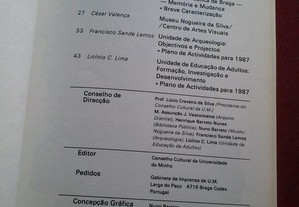 de Braga —
— Memória e Mudança
• Breve Caracterização
27 César Valença
Museu Nogueira da Silva/
/Centro de Artes Visuais
33 Francisco Sande Lemos
Unidade de Arqueologia:
Objectivos e Projectos
• Plano de Actividades para 1987
43 Licínio C. Lima
Unidade de Educação de Adultos:
Formação, Investigação e
Desenvolvimento
• Plano de Actividades para 1987
Conselho de
Direcção
Prof. Lúcio Craveiro da Silva (Presidente do
Conselho Cultural da U.M.)
M. Assunção J. Vasconcelos (Arquivo
Distrital), Henrique Barreto Nunes
(Biblioteca Pública), Nuno Barreto (Museu
Nogueira da Silva), Francisco Sande Lemos
(Arqueologia), Licínio C. Lima (Unidade de
Educação de Adultos)
Editor
Conselho Cultural da Universidade
do Minho
Pedidos
Gabinete de Imprensa da U.M.
Largo do Paço 4719 Braga Codex
Portugal
Concepção Gráfica
Nuno Barreto